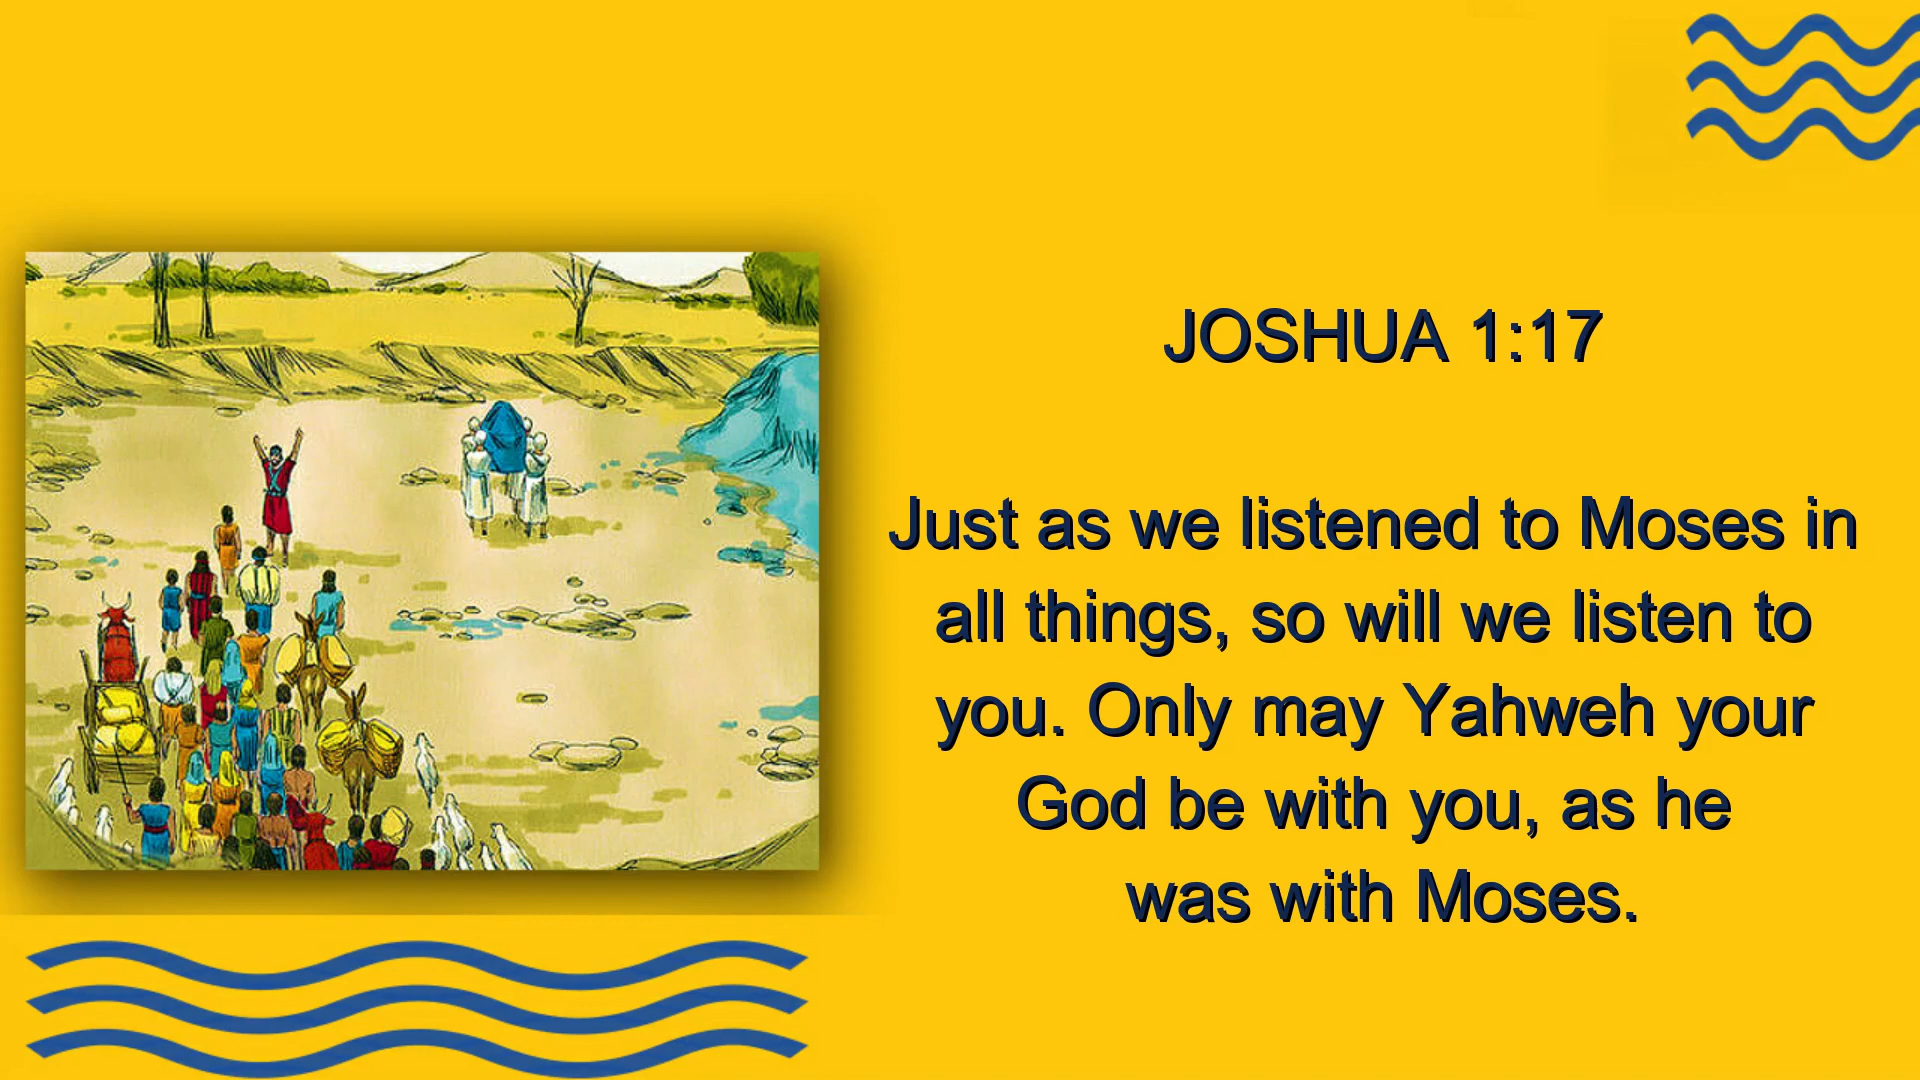 JOSHUA 1:17
Just as we listened to Moses in
all things, so will we listen to
you. Only may Yahweh your
God be with you, as he
was with Moses.